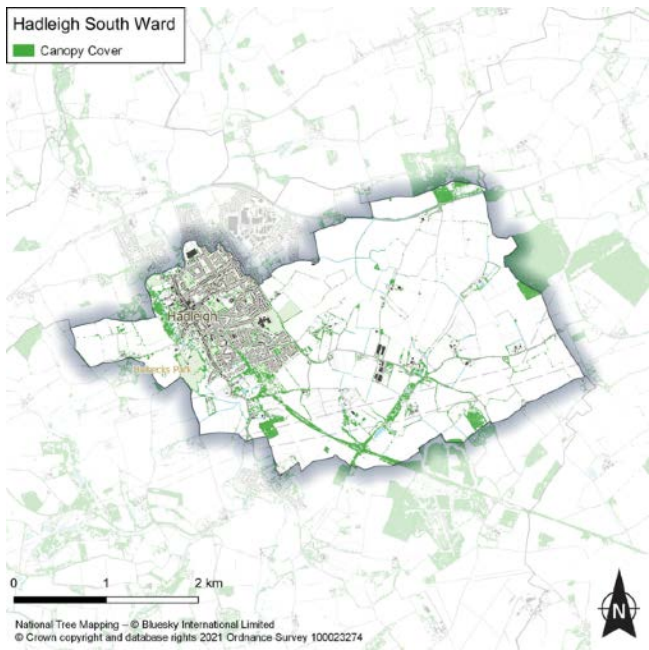 Hadleigh South Ward
Canopy Cover
Hadleigh
Park
0 1 2 km
N
National Tree Mapping – © Bluesky International Limited
© Crown copyright and database rights 2021 Ordnance Survey 100023274